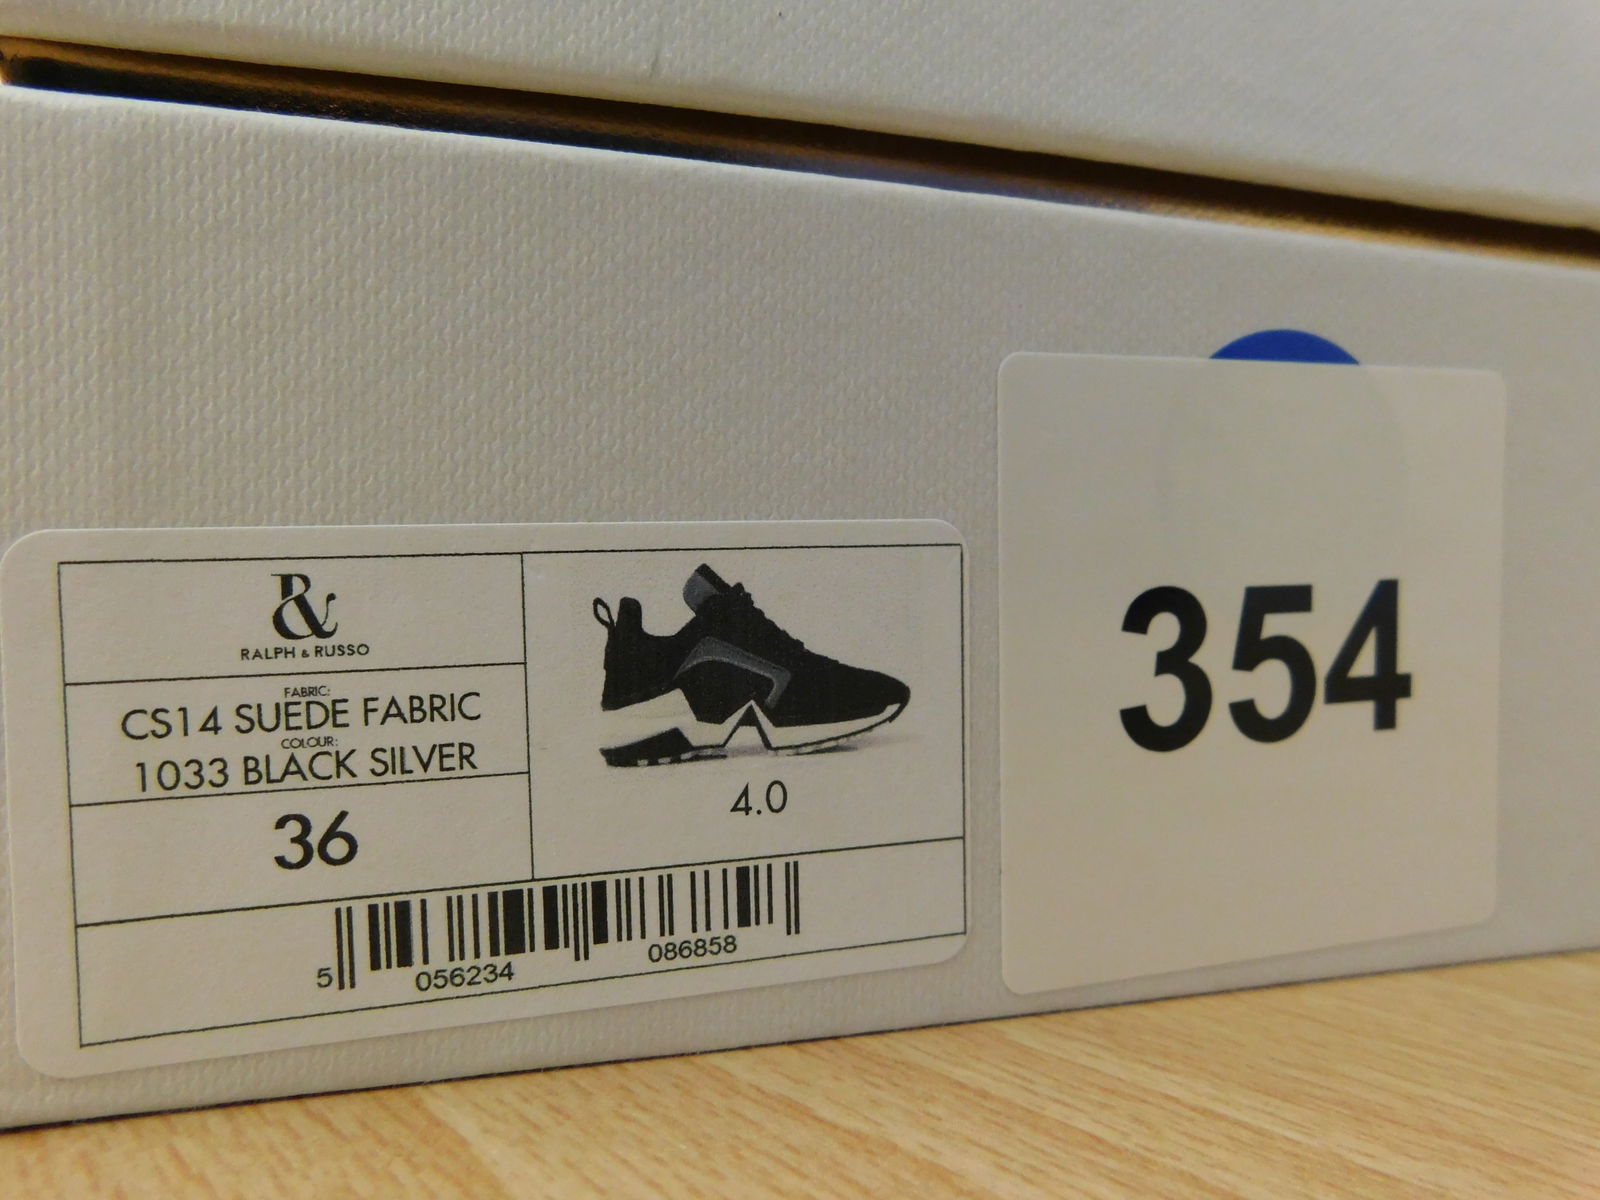 R&
RALPH & RUSSO
FABRIC:
CS14 SUEDE FABRIC
COLOUR:
1033 BLACK SILVER
36
4.0
5 056234 086858
354